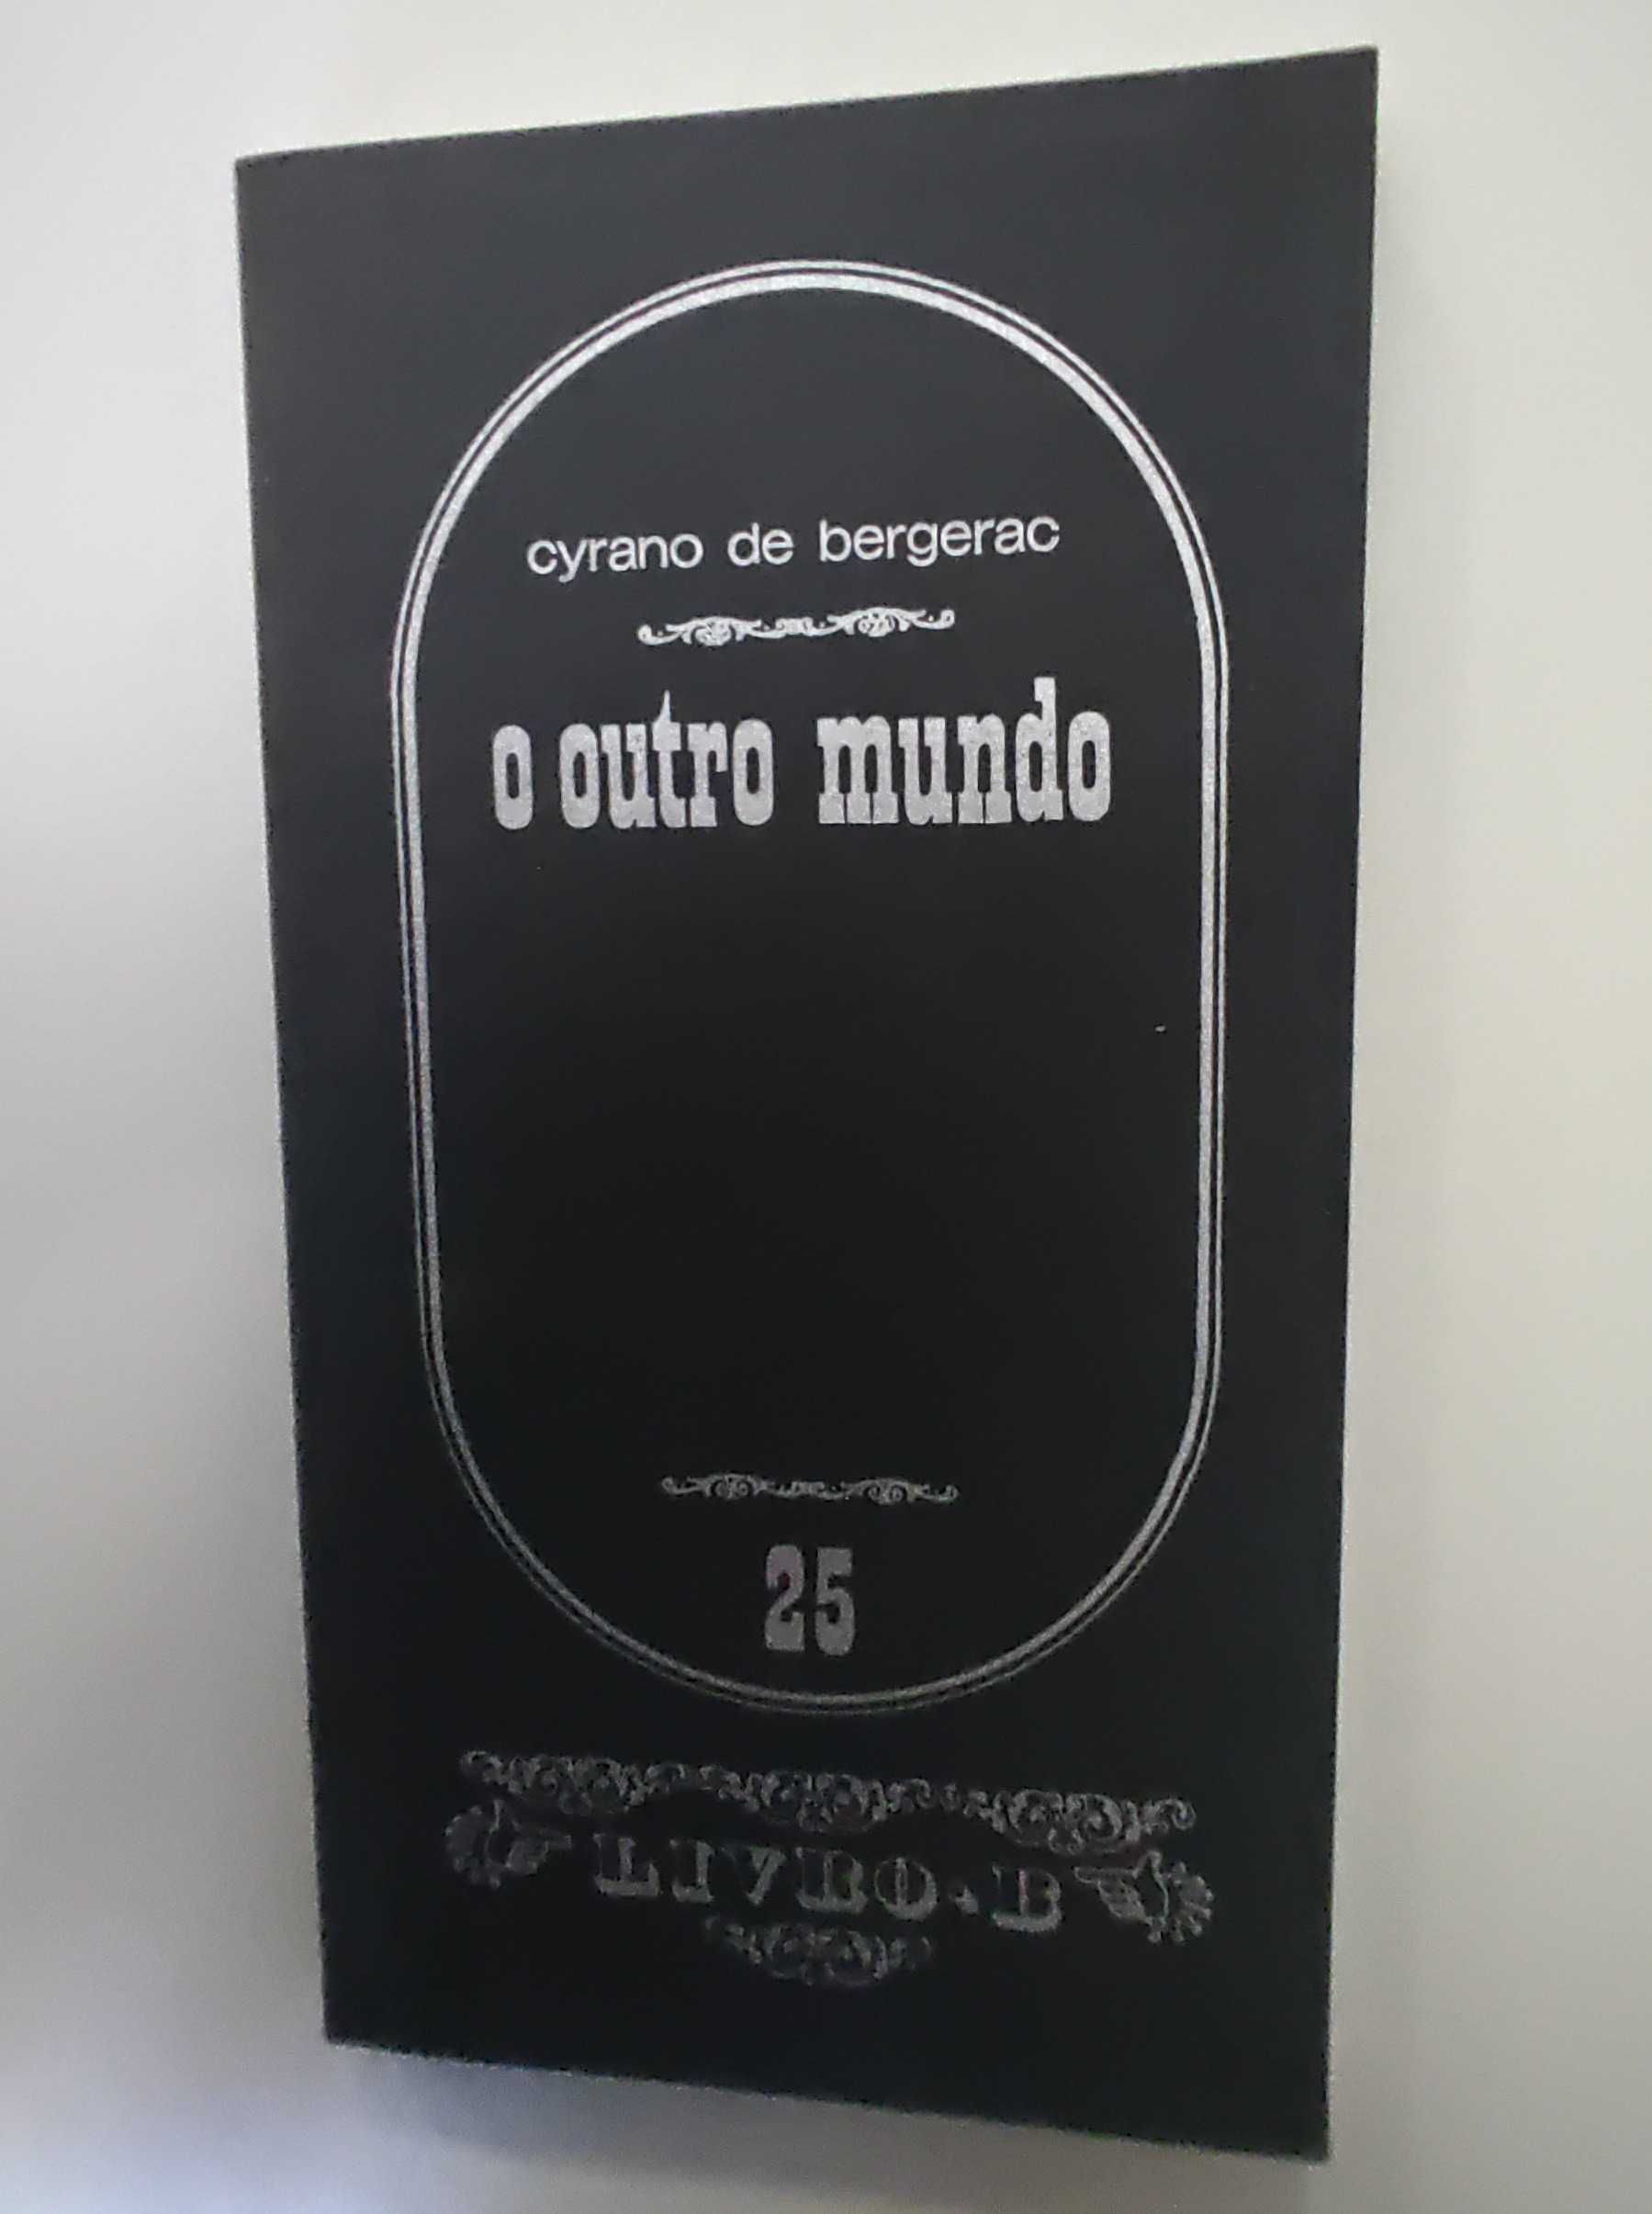 cyrano de bergerac
o outro mundo
25
LIVRO · B